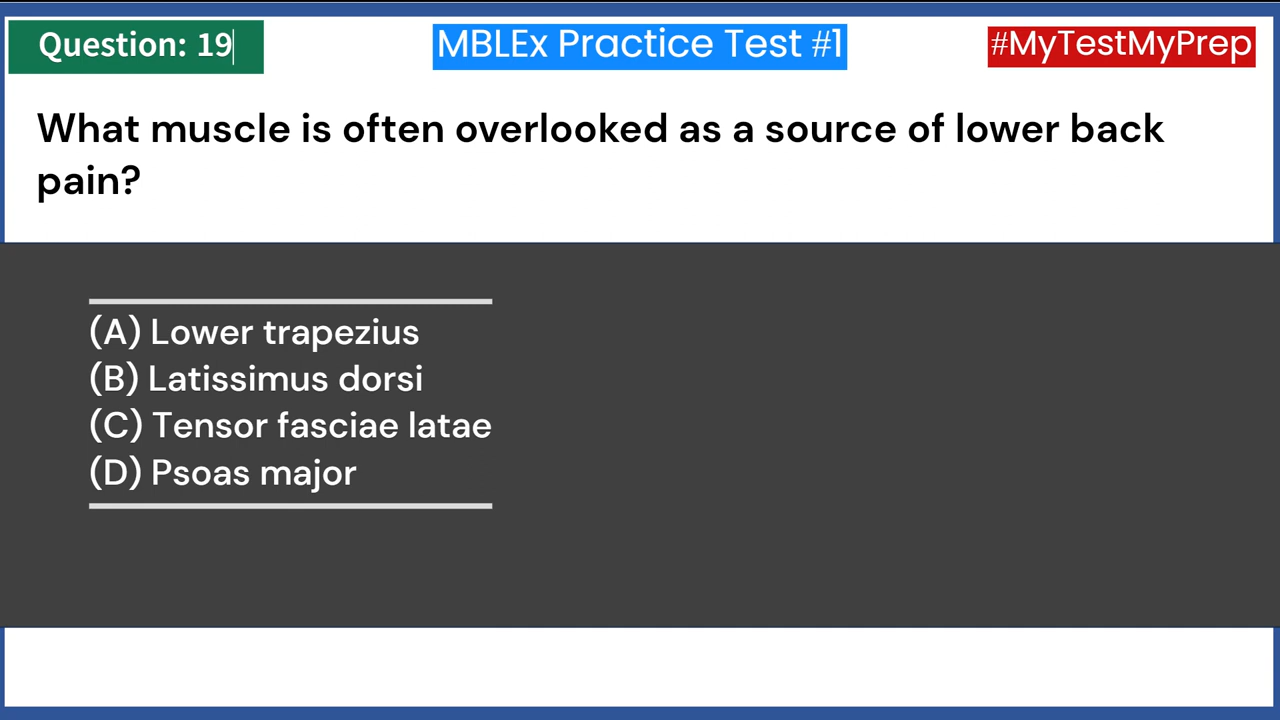 Question: 19
MBLEx Practice Test #1
#MyTestMyPrep
What muscle is often overlooked as a source of lower back
pain?
(A) Lower trapezius
(B) Latissimus dorsi
(C) Tensor fasciae latae
(D) Psoas major